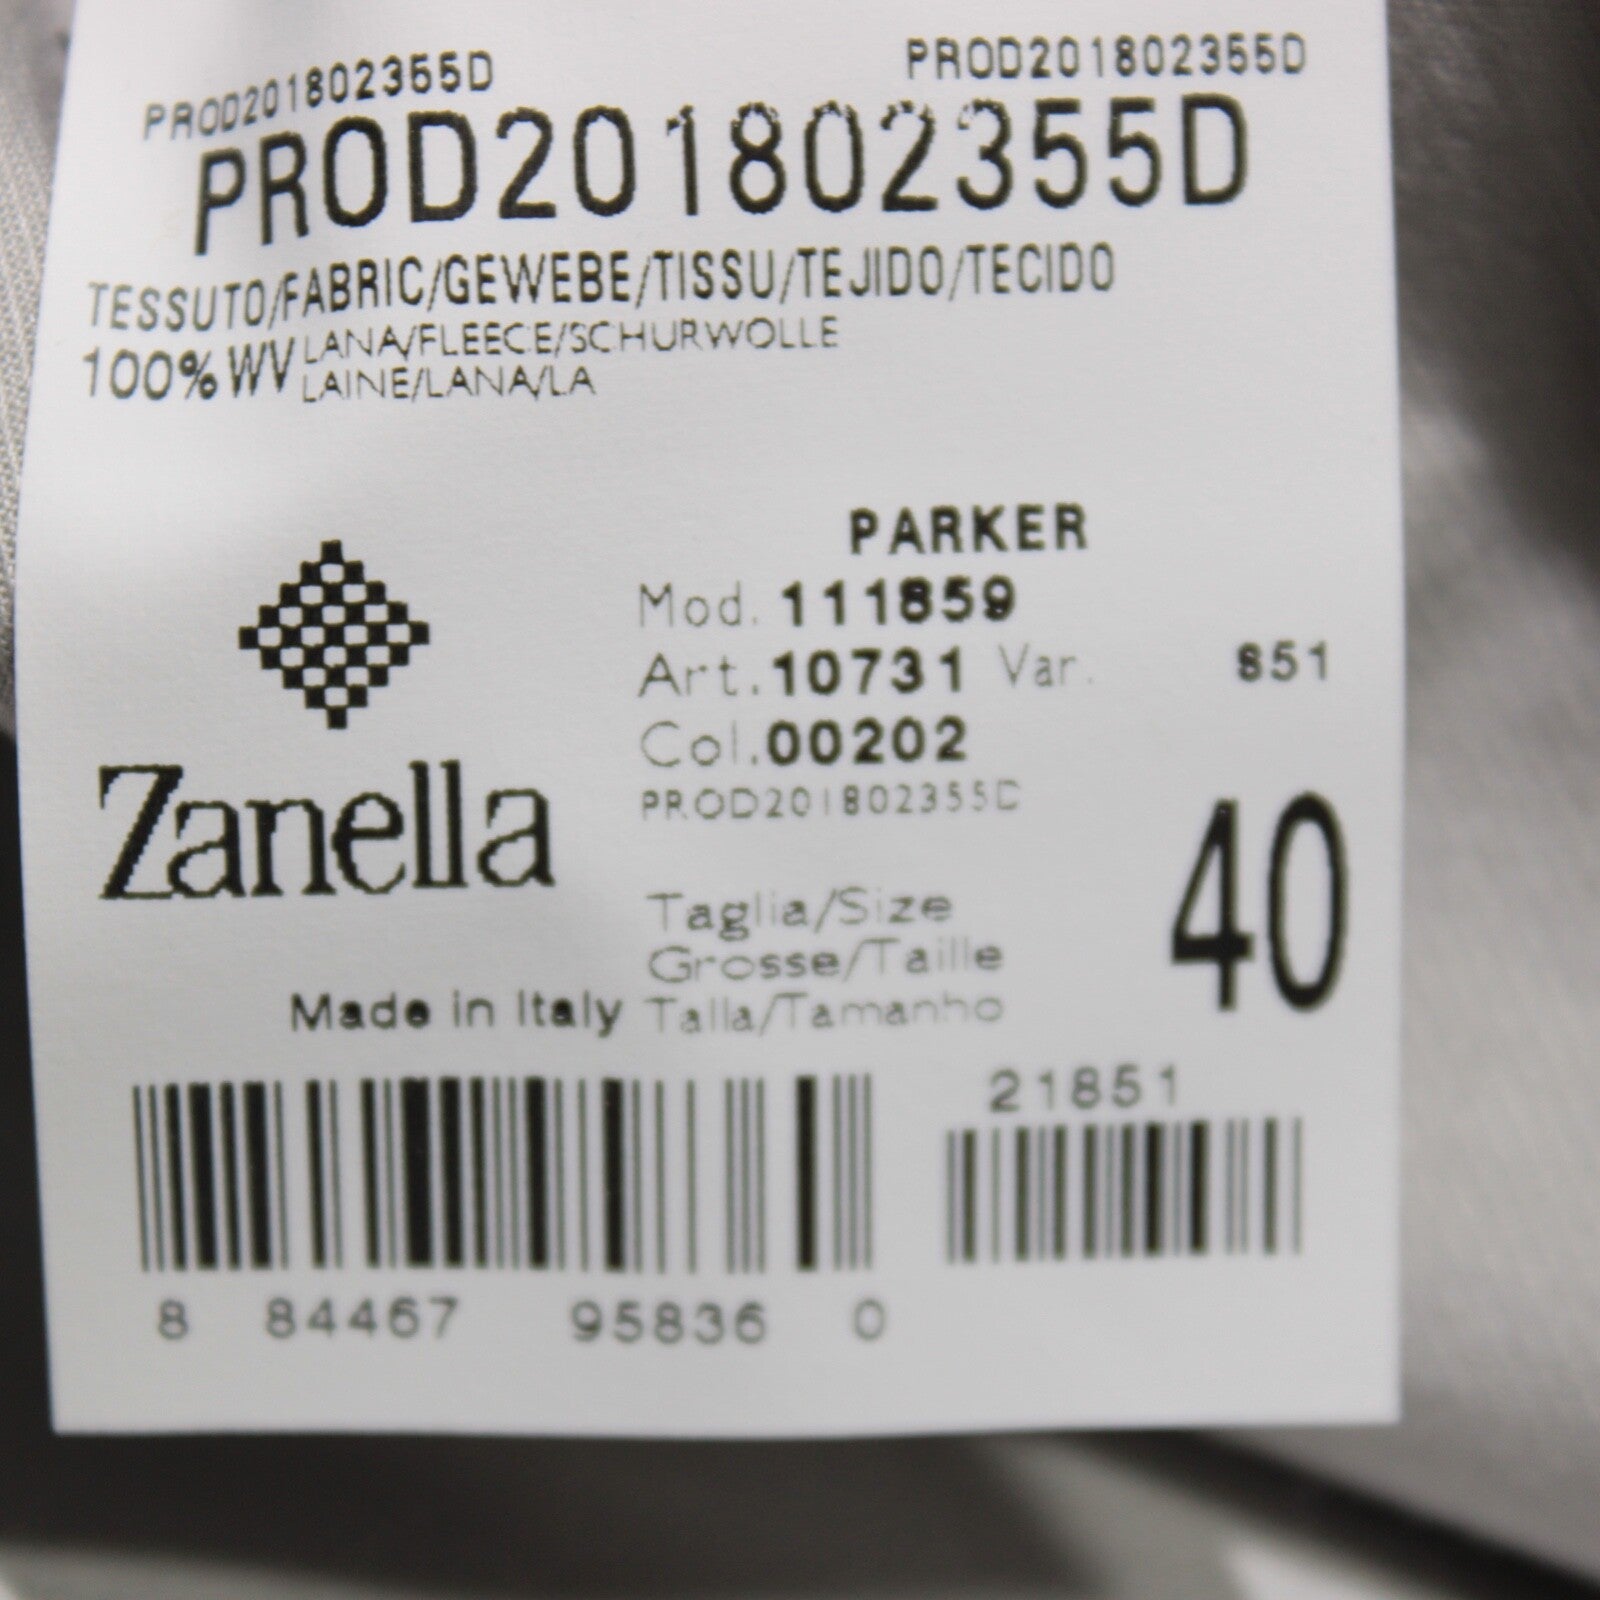 PROD201802355D
PROD201802355D
PROD201802355D
TESSUTO/FABRIC/GEWEBE/TISSU/TEJIDO/TECIDO
100% WV LANA/FLEECE/SCHURWOLLE
LAINE/LANA/LA
PARKER
Mod. 111859
Art. 10731 Var. 851
Col. 00202
PROD201802355D
Zanella
40
Taglia/Size
Grosse/Taille
Made in Italy Talla/Tamanho
21851
8 84467 95836 0